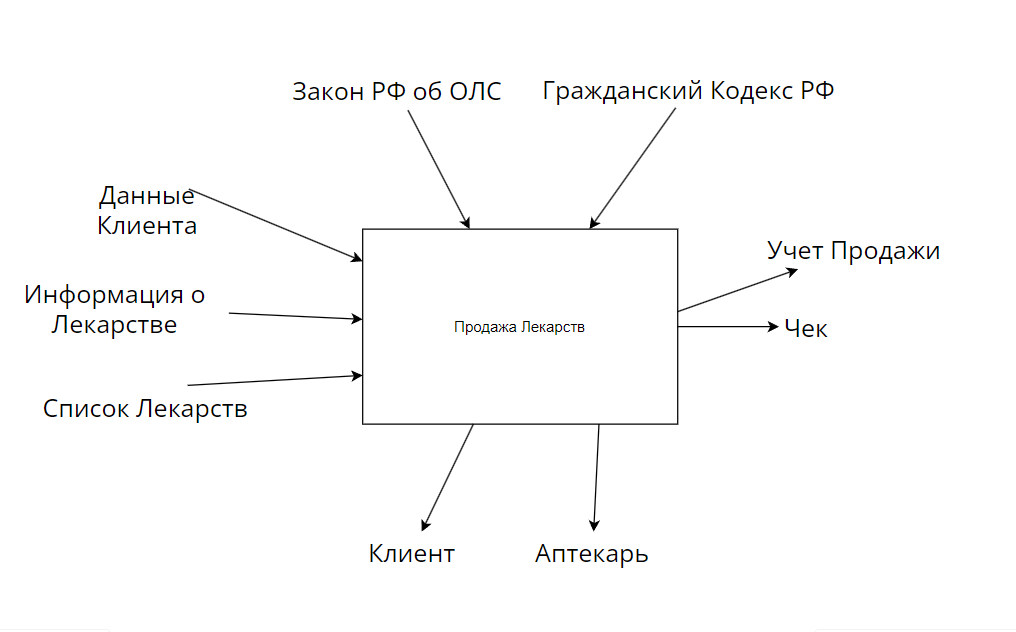 Закон РФ об ОЛС
Гражданский Кодекс РФ
Данные
Клиента
Учет Продажи
Информация о
Лекарстве
Продажа Лекарств
Чек
Список Лекарств
Клиент
Аптекарь